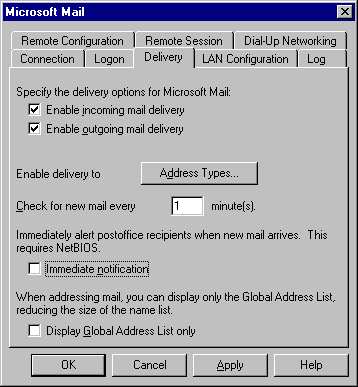 Microsoft Mail
Remote Configuration Remote Session Dial-Up Networking
Connection Logon Delivery LAN Configuration Log
Specify the delivery options for Microsoft Mail:
Enable incoming mail delivery
Enable outgoing mail delivery
Enable delivery to Address Types...
Check for new mail every 1 minute(s).
Immediately alert postoffice recipients when new mail arrives. This
requires NetBIOS.
Immediate notification
When addressing mail, you can display only the Global Address List,
reducing the size of the name list.
Display Global Address List only
OK Cancel Apply Help